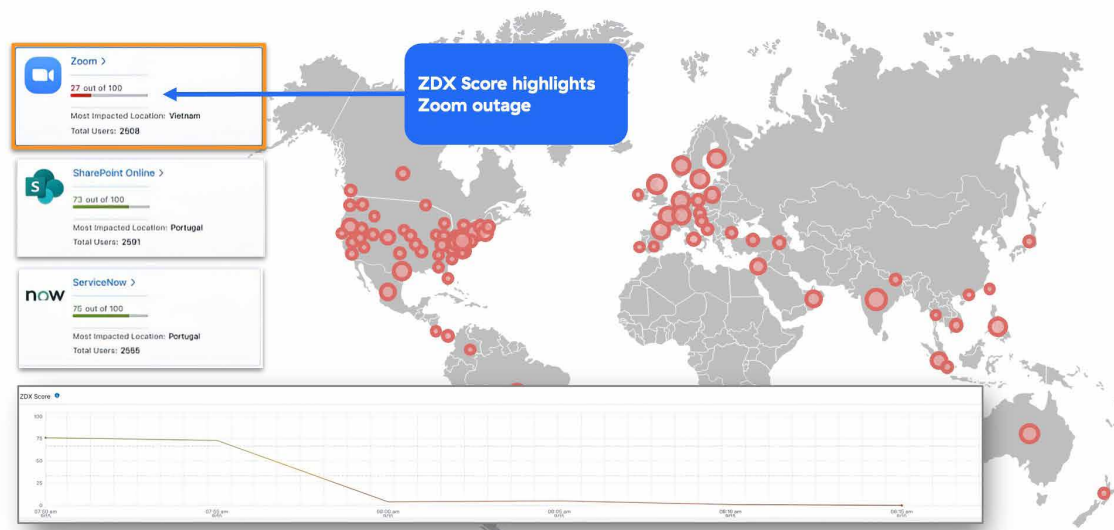 Zoom >
27 out of 100
Most Impacted Location: Vietnam
Total Users: 2608
ZDX Score highlights
Zoom outage
S
SharePoint Online >
73 out of 100
Most Impacted Location: Portugal
Total Users: 2591
now
ServiceNow >
75 out of 100
Most Impacted Location: Portugal
Total Users: 2555
ZDX Score
100
75
50
25
0